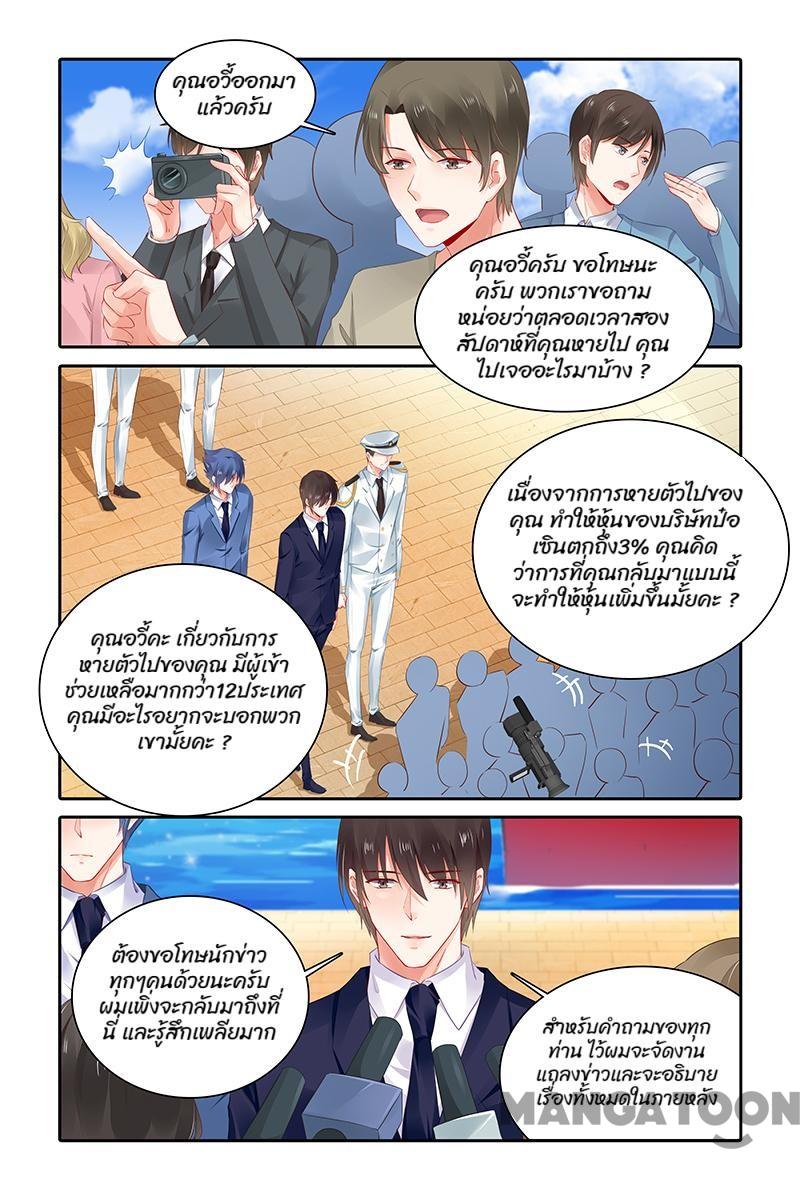 คุณอวี้ออกมา
แล้วครับ
คุณอวี้ครับ ขอโทษนะ
ครับ พวกเราขอถาม
หน่อยว่าตลอดเวลาสอง
สัปดาห์ที่คุณหายไป คุณ
ไปเจออะไรมาบ้าง ?
เนื่องจากการหายตัวไปของ
คุณ ทำให้หุ้นของบริษัทป๋อ
เซินตกถึง3% คุณคิด
ว่าการที่คุณกลับมาแบบนี้
จะทำให้หุ้นเพิ่มขึ้นมั้ยคะ ?
คุณอวี้คะ เกี่ยวกับการ
หายตัวไปของคุณ มีผู้เข้า
ช่วยเหลือมากกว่า12ประเทศ
คุณมีอะไรอยากจะบอกพวก
เขามั้ยคะ ?
ต้องขอโทษนักข่าว
ทุกๆคนด้วยนะครับ
ผมเพิ่งจะกลับมาถึงที่
นี่ และรู้สึกเพลียมาก
สำหรับคำถามของทุก
ท่าน ไว้ผมจะจัดงาน
แถลงข่าวและจะอธิบาย
เรื่องทั้งหมดในภายหลัง
MANGATOON